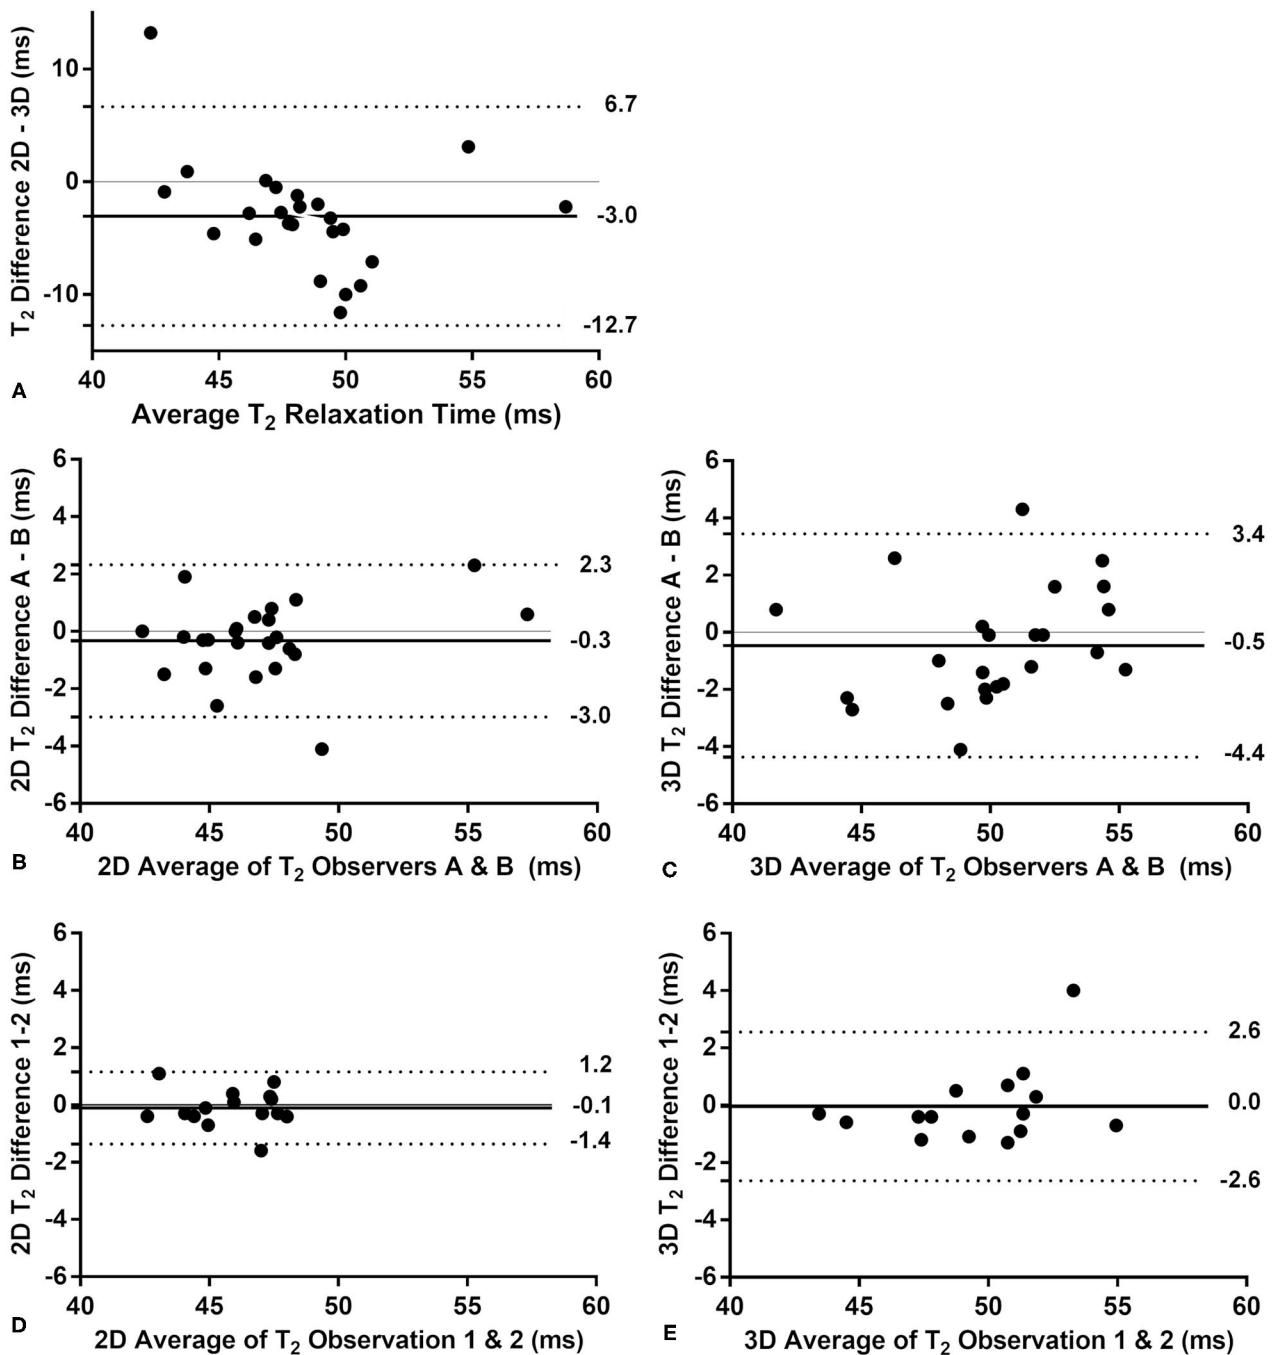 T2 Difference 2D - 3D (ms)
10
0
-10
6.7
-3.0
-12.7
40 45 50 55 60
A
Average T2 Relaxation Time (ms)
2D T2 Difference A - B (ms)
6
4
2
0
-2
-4
-6
2.3
-0.3
-3.0
40 45 50 55 60
B
2D Average of T2 Observers A & B (ms)
3D T2 Difference A - B (ms)
6
4
2
0
-2
-4
-6
3.4
-0.5
-4.4
40 45 50 55 60
C
3D Average of T2 Observers A & B (ms)
2D T2 Difference 1-2 (ms)
6
4
2
0
-2
-4
-6
1.2
-0.1
-1.4
40 45 50 55 60
D
2D Average of T2 Observation 1 & 2 (ms)
3D T2 Difference 1-2 (ms)
6
4
2
0
-2
-4
-6
2.6
0.0
-2.6
40 45 50 55 60
E
3D Average of T2 Observation 1 & 2 (ms)